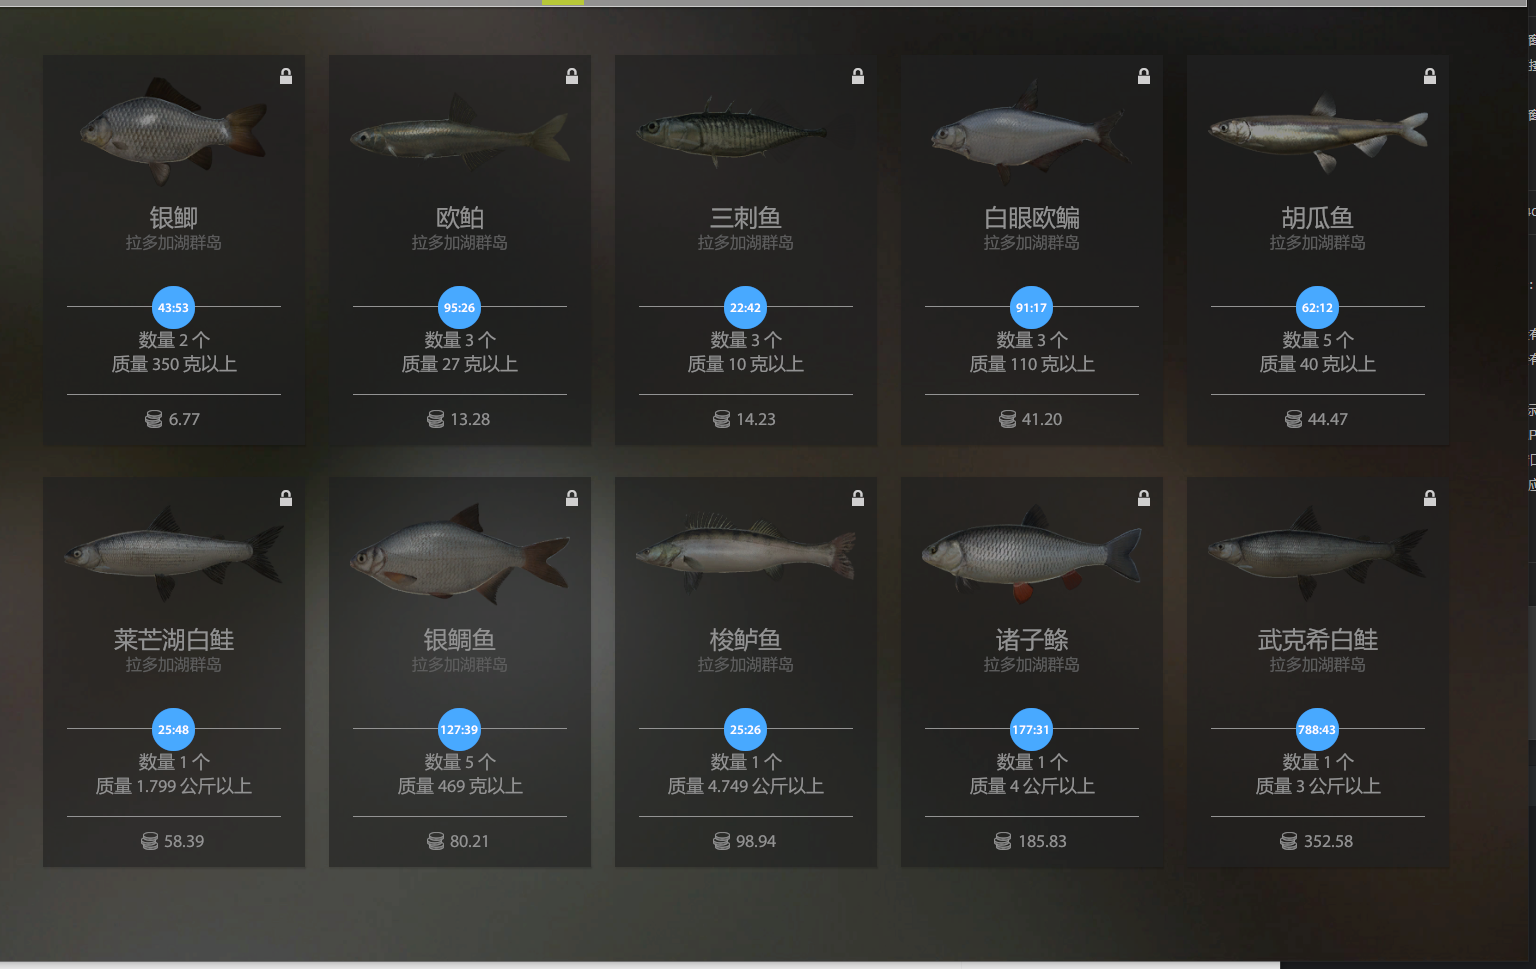 银鲫
拉多加湖群岛
43:53
数量 2 个
质量 350 克以上
6.77
欧鲌
拉多加湖群岛
95:26
数量 3 个
质量 27 克以上
13.28
三刺鱼
拉多加湖群岛
22:42
数量 3 个
质量 10 克以上
14.23
白眼欧鳊
拉多加湖群岛
91:17
数量 3 个
质量 110 克以上
41.20
胡瓜鱼
拉多加湖群岛
62:12
数量 5 个
质量 40 克以上
44.47
莱芒湖白鲑
拉多加湖群岛
25:48
数量 1 个
质量 1.799 公斤以上
58.39
银鲷鱼
拉多加湖群岛
127:39
数量 5 个
质量 469 克以上
80.21
梭鲈鱼
拉多加湖群岛
25:26
数量 1 个
质量 4.749 公斤以上
98.94
诸子鲦
拉多加湖群岛
177:31
数量 1 个
质量 4 公斤以上
185.83
武克希白鲑
拉多加湖群岛
788:43
数量 1 个
质量 3 公斤以上
352.58